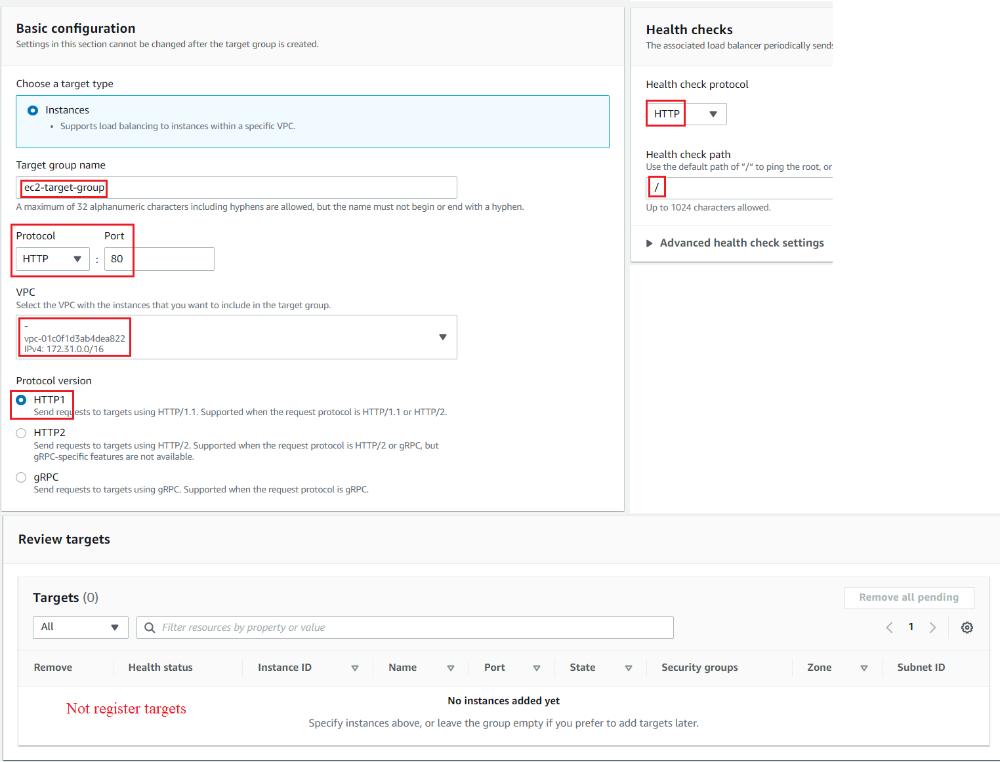 Basic configuration
Settings in this section cannot be changed after the target group is created.
Choose a target type
Instances
• Supports load balancing to instances within a specific VPC.
Target group name
ec2-target-group
A maximum of 32 alphanumeric characters including hyphens are allowed, but the name must not begin or end with a hyphen.
Protocol Port
HTTP : 80
VPC
Select the VPC with the instances that you want to include in the target group.
-
vpc-01c0f1d3ab4dea822
IPv4: 172.31.0.0/16
Protocol version
HTTP1
Send requests to targets using HTTP/1.1. Supported when the request protocol is HTTP/1.1 or HTTP/2.
HTTP2
Send requests to targets using HTTP/2. Supported when the request protocol is HTTP/2 or gRPC, but
gRPC-specific features are not available.
gRPC
Send requests to targets using gRPC. Supported when the request protocol is gRPC.
Health checks
The associated load balancer periodically sends
Health check protocol
HTTP
Health check path
Use the default path of "/" to ping the root, or
/
Up to 1024 characters allowed.
Advanced health check settings
Review targets
Targets (0)
Remove all pending
All
Filter resources by property or value
1
Remove Health status Instance ID Name Port State Security groups Zone Subnet ID
No instances added yet
Not register targets
Specify instances above, or leave the group empty if you prefer to add targets later.